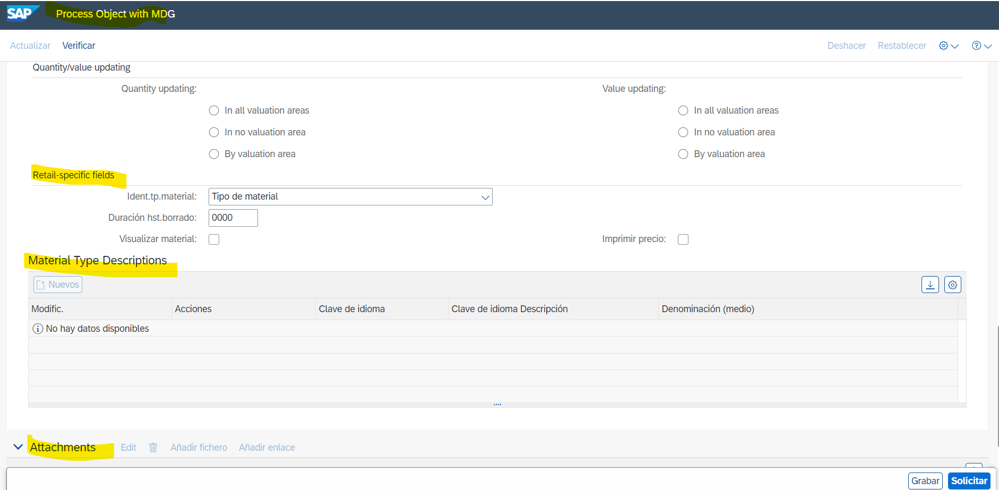 SAP Process Object with MDG
Actualizar Verificar Deshacer Restablecer
Quantity/value updating
Quantity updating: Value updating:
In all valuation areas In all valuation areas
In no valuation area In no valuation area
By valuation area By valuation area
Retail-specific fields
Ident.tp.material: Tipo de material
Duración hst.borrado: 0000
Visualizar material: Imprimir precio:
Material Type Descriptions
Nuevos
Modific. Acciones Clave de idioma Clave de idioma Descripción Denominación (medio)
No hay datos disponibles
Attachments Edit Añadir fichero Añadir enlace
Grabar Solicitar